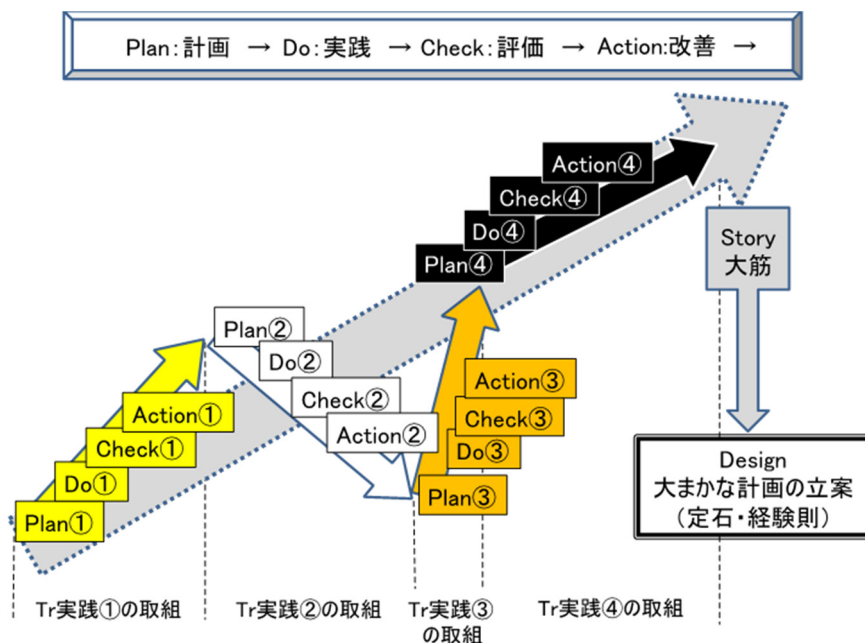 Plan:計画 → Do:実践 → Check:評価 → Action:改善 →
Action④
Check④
Do④
Plan④
Story
大筋
Plan②
Do②
Check②
Action②
Action③
Check③
Do③
Plan③
Action①
Check①
Do①
Plan①
Design
大まかな計画の立案
(定石・経験則)
Tr実践①の取組
Tr実践②の取組
Tr実践③
の取組
Tr実践④の取組